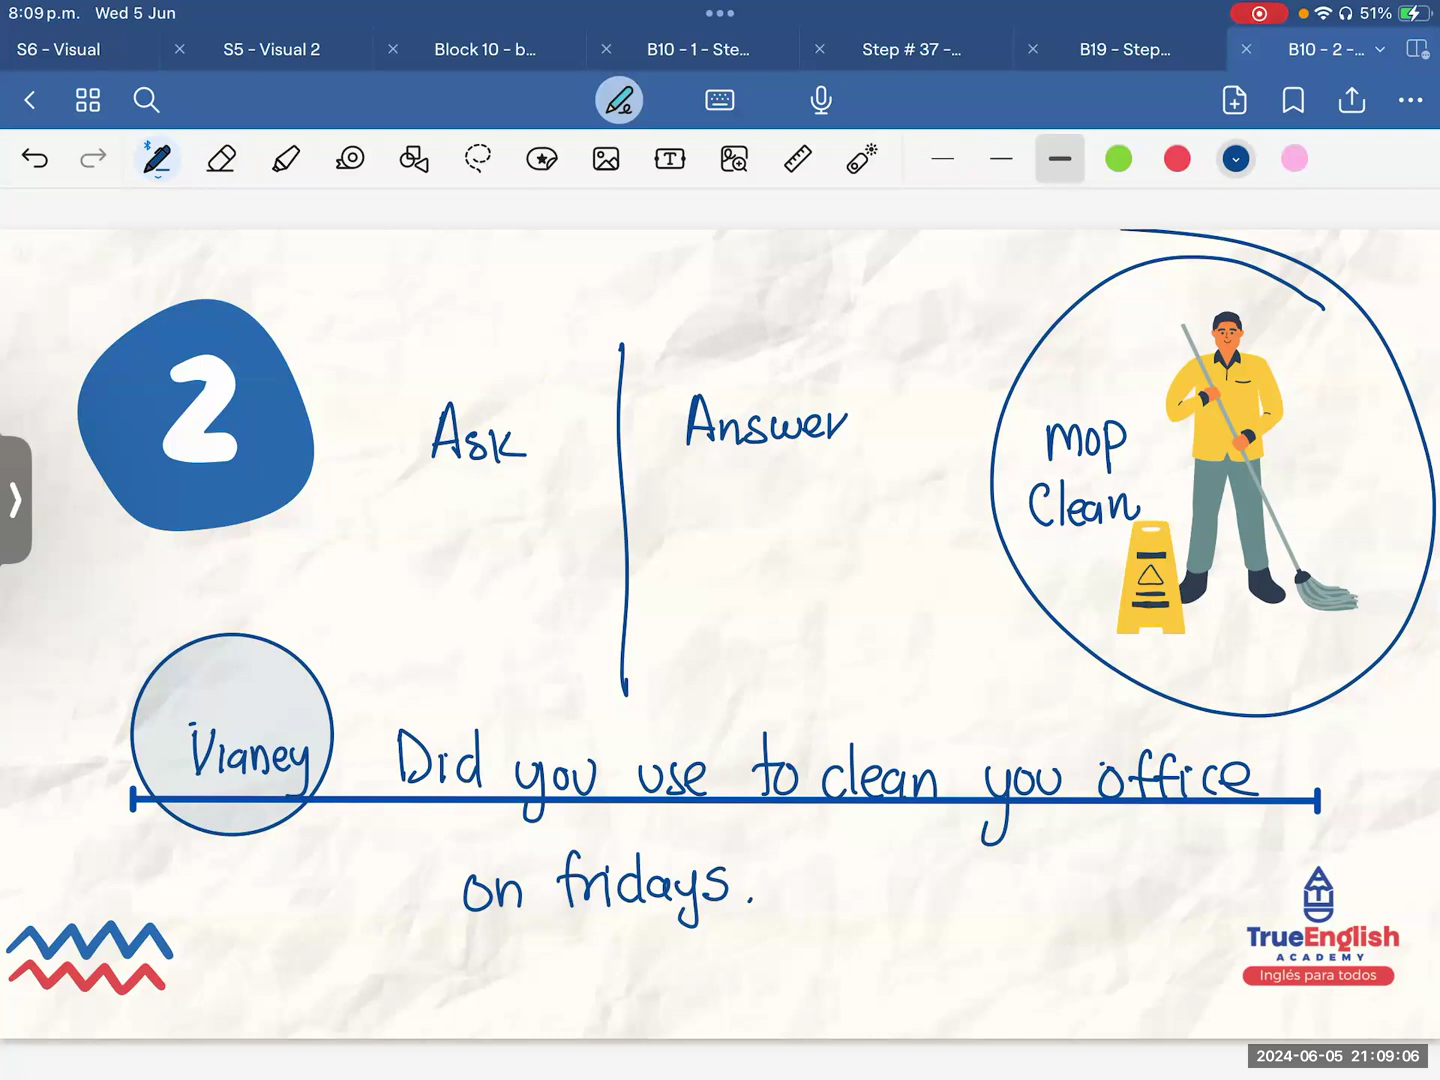 8:09 p.m. Wed 5 Jun
51%
S6 - Visual
S5 - Visual 2
Block 10 - b...
B10 - 1 - Ste...
Step # 37 -...
B19 - Step...
B10 - 2 -...
2
Ask
Answer
mop
Clean
Vianey
Did you use to clean you office
on fridays.
TrueEnglish
ACADEMY
Inglés para todos
2024-06-05 21:09:06